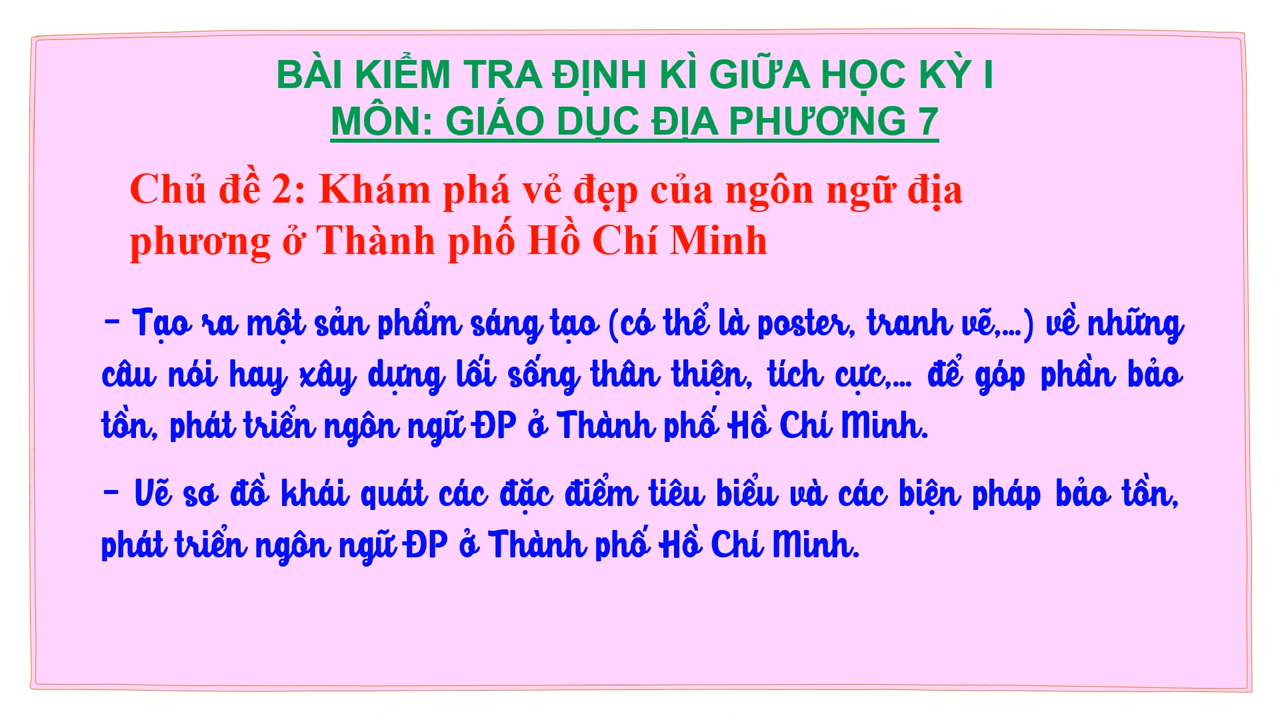 BÀI KIỂM TRA ĐỊNH KÌ GIỮA HỌC KỲ I
MÔN: GIÁO DỤC ĐỊA PHƯƠNG 7
Chủ đề 2: Khám phá vẻ đẹp của ngôn ngữ địa
phương ở Thành phố Hồ Chí Minh
- Tạo ra một sản phẩm sáng tạo (có thể là poster, tranh vẽ,...) về những
câu nói hay xây dựng lối sống thân thiện, tích cực,... để góp phần bảo
tồn, phát triển ngôn ngữ ĐP ở Thành phố Hồ Chí Minh.
- Vẽ sơ đồ khái quát các đặc điểm tiêu biểu và các biện pháp bảo tồn,
phát triển ngôn ngữ ĐP ở Thành phố Hồ Chí Minh.